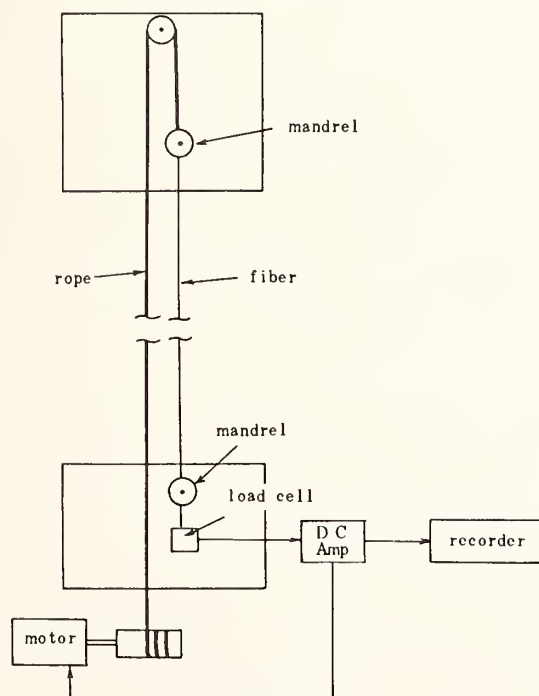 mandrel
rope
fiber
mandrel
load cell
D C
Amp
recorder
motor